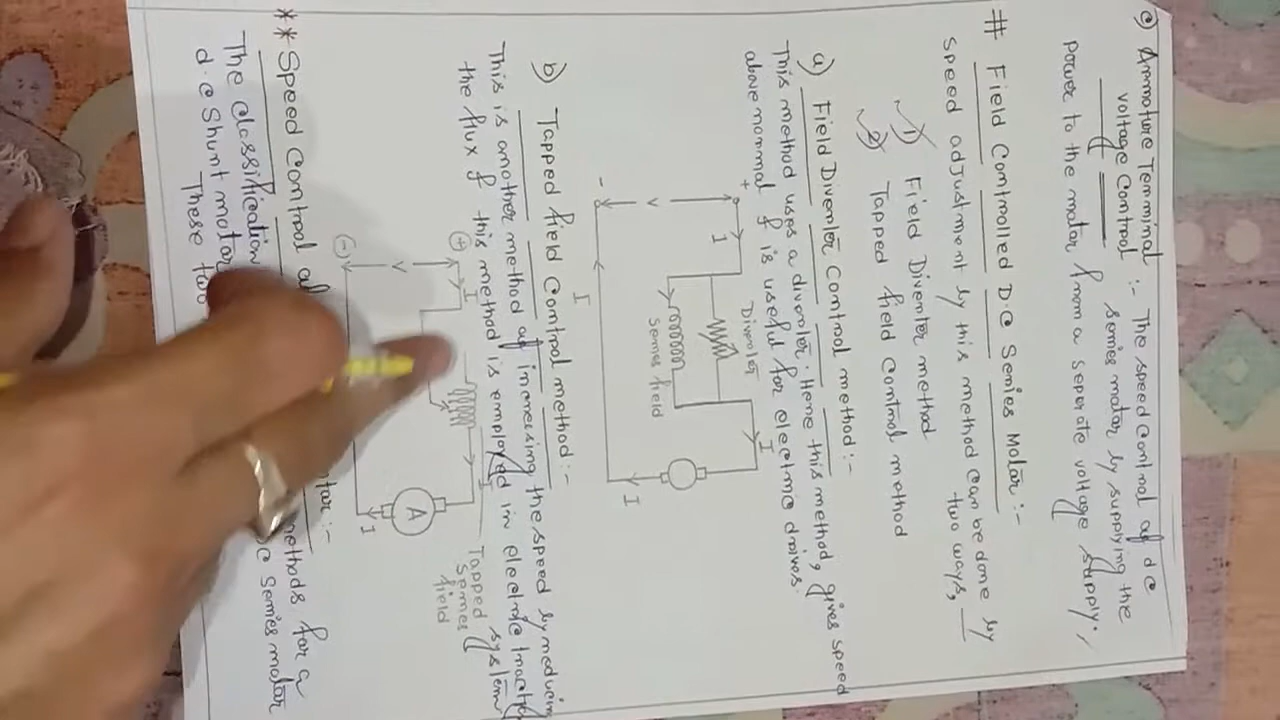 c) Armature Terminal
voltage Control :- The speed control of dc
series motor by supplying the
power to the motor from a seperate voltage supply.
# Field Controlled D.C Series Motor :-
speed adjustment by this method can be done by
two ways,
1) Field Diverter method
2) Tapped field Control method
a) Field Diverter Control method :-
This method uses a diverter. Here this method, gives speed
above normal & is useful for electric drives.
+
I
Diverter
Series field
I
V
-
I
I
b) Tapped field Control method :-
This is another method of increasing the speed by reducing
the flux & this method is employed in electric traction
system
(+)
I
I
Tapped
series
field
V
A
(-)
I
** Speed Control of
The classification methods for a
d.c Shunt motor series motor
These two